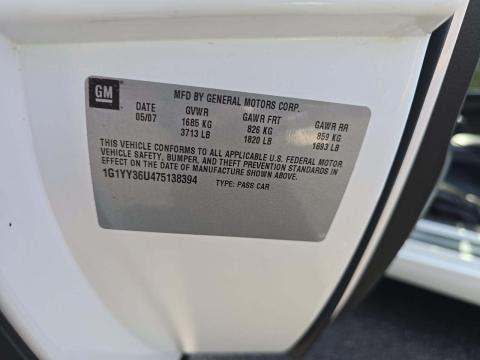 GM
MFD BY GENERAL MOTORS CORP.
DATE GVWR GAWR FRT GAWR RR
05/07 1685 KG 826 KG 859 KG
3713 LB 1820 LB 1893 LB
THIS VEHICLE CONFORMS TO ALL APPLICABLE U.S. FEDERAL MOTOR
VEHICLE SAFETY, BUMPER, AND THEFT PREVENTION STANDARDS IN
EFFECT ON THE DATE OF MANUFACTURE SHOWN ABOVE.
1G1YY36U475138394 TYPE: PASS CAR